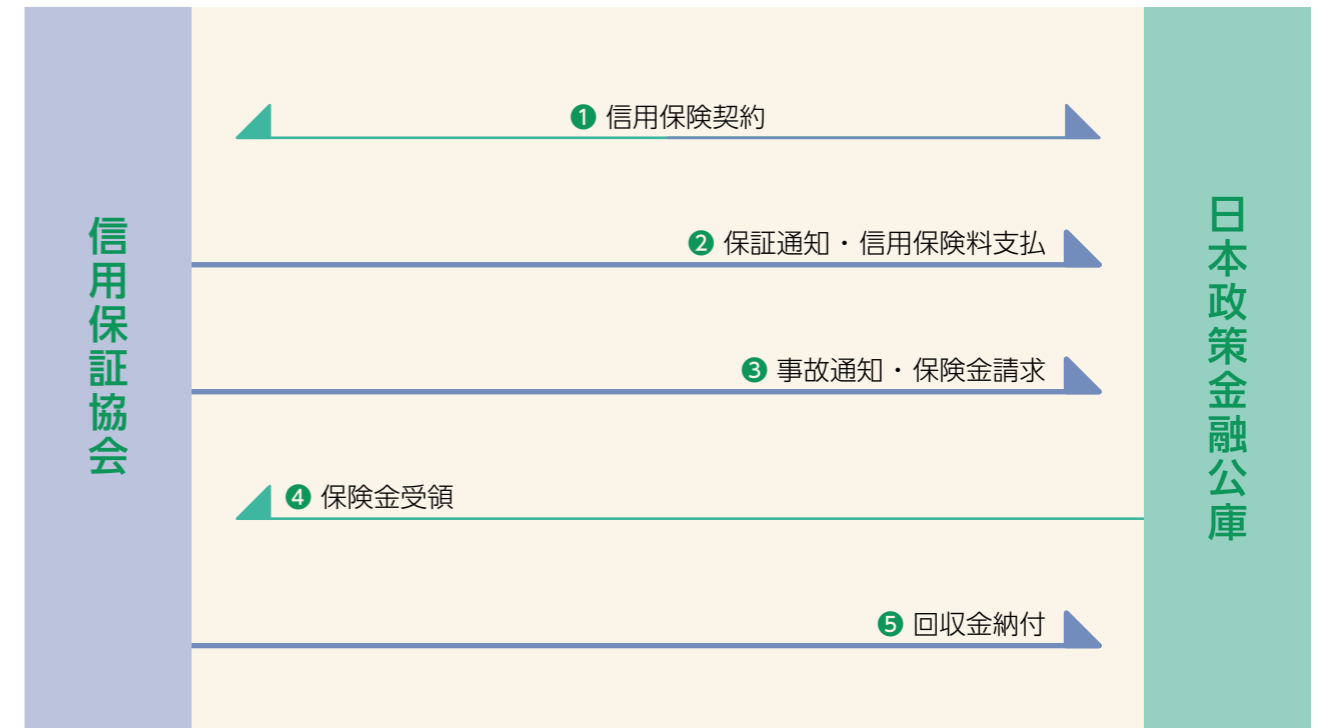 信用保証協会
❶ 信用保険契約
❷ 保証通知・信用保険料支払
❸ 事故通知・保険金請求
❹ 保険金受領
❺ 回収金納付
日本政策金融公庫